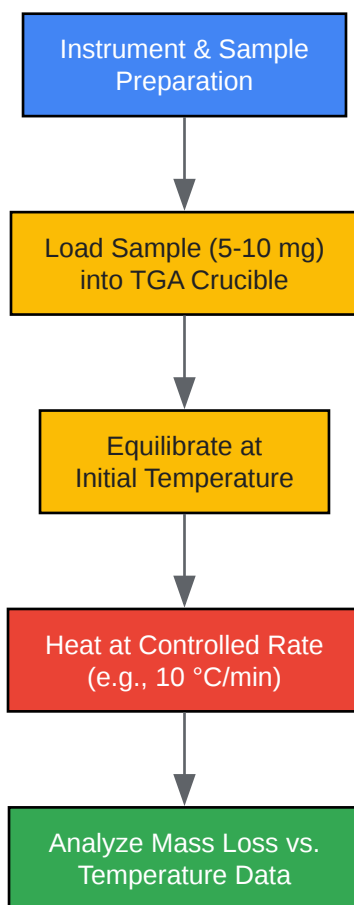 Instrument & Sample
Preparation
Load Sample (5-10 mg)
into TGA Crucible
Equilibrate at
Initial Temperature
Heat at Controlled Rate
(e.g., 10 °C/min)
Analyze Mass Loss vs.
Temperature Data